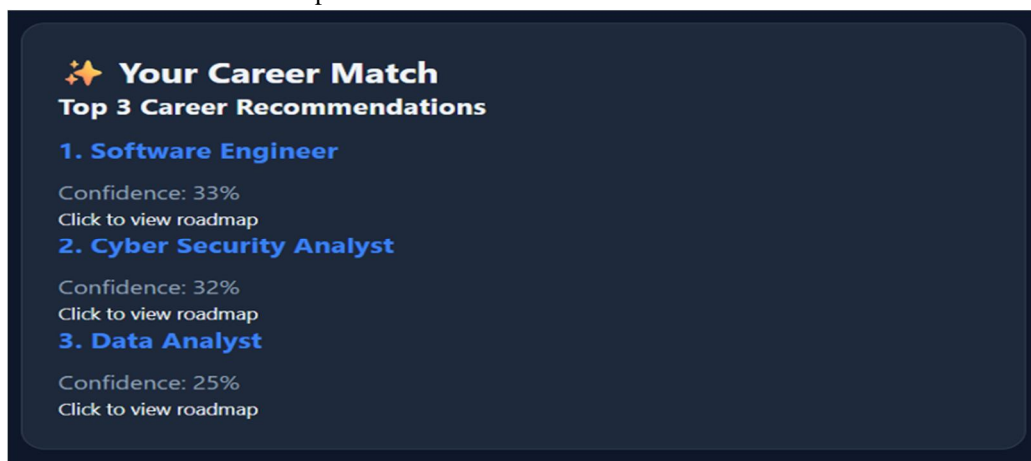 ✨ Your Career Match
Top 3 Career Recommendations
1. Software Engineer
Confidence: 33%
Click to view roadmap
2. Cyber Security Analyst
Confidence: 32%
Click to view roadmap
3. Data Analyst
Confidence: 25%
Click to view roadmap